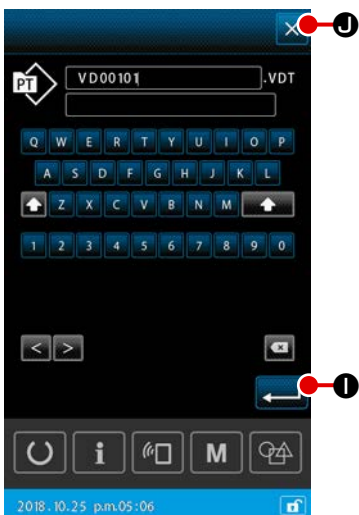 J
PT VD00101 .VDT
Q W E R T Y U I O P
A S D F G H J K L
Z X C V B N M
1 2 3 4 5 6 7 8 9 0
< >
I
i M
2018.10.25 p.m.05:06